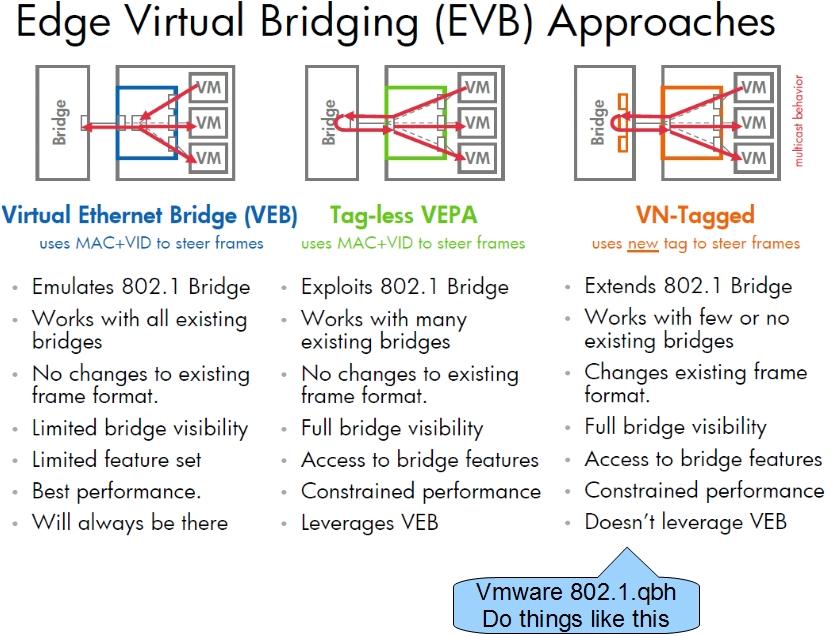 Edge Virtual Bridging (EVB) Approaches
Bridge
VM
VM
VM
Bridge
VM
VM
VM
Bridge
VM
VM
VM
multicast behavior
Virtual Ethernet Bridge (VEB)
uses MAC+VID to steer frames
• Emulates 802.1 Bridge
• Works with all existing
bridges
• No changes to existing
frame format.
• Limited bridge visibility
• Limited feature set
• Best performance.
• Will always be there
Tag-less VEPA
uses MAC+VID to steer frames
• Exploits 802.1 Bridge
• Works with many
existing bridges
• No changes to existing
frame format.
• Full bridge visibility
• Access to bridge features
• Constrained performance
• Leverages VEB
VN-Tagged
uses new tag to steer frames
• Extends 802.1 Bridge
• Works with few or no
existing bridges
• Changes existing frame
format.
• Full bridge visibility
• Access to bridge features
• Constrained performance
• Doesn't leverage VEB
Vmware 802.1.qbh
Do things like this